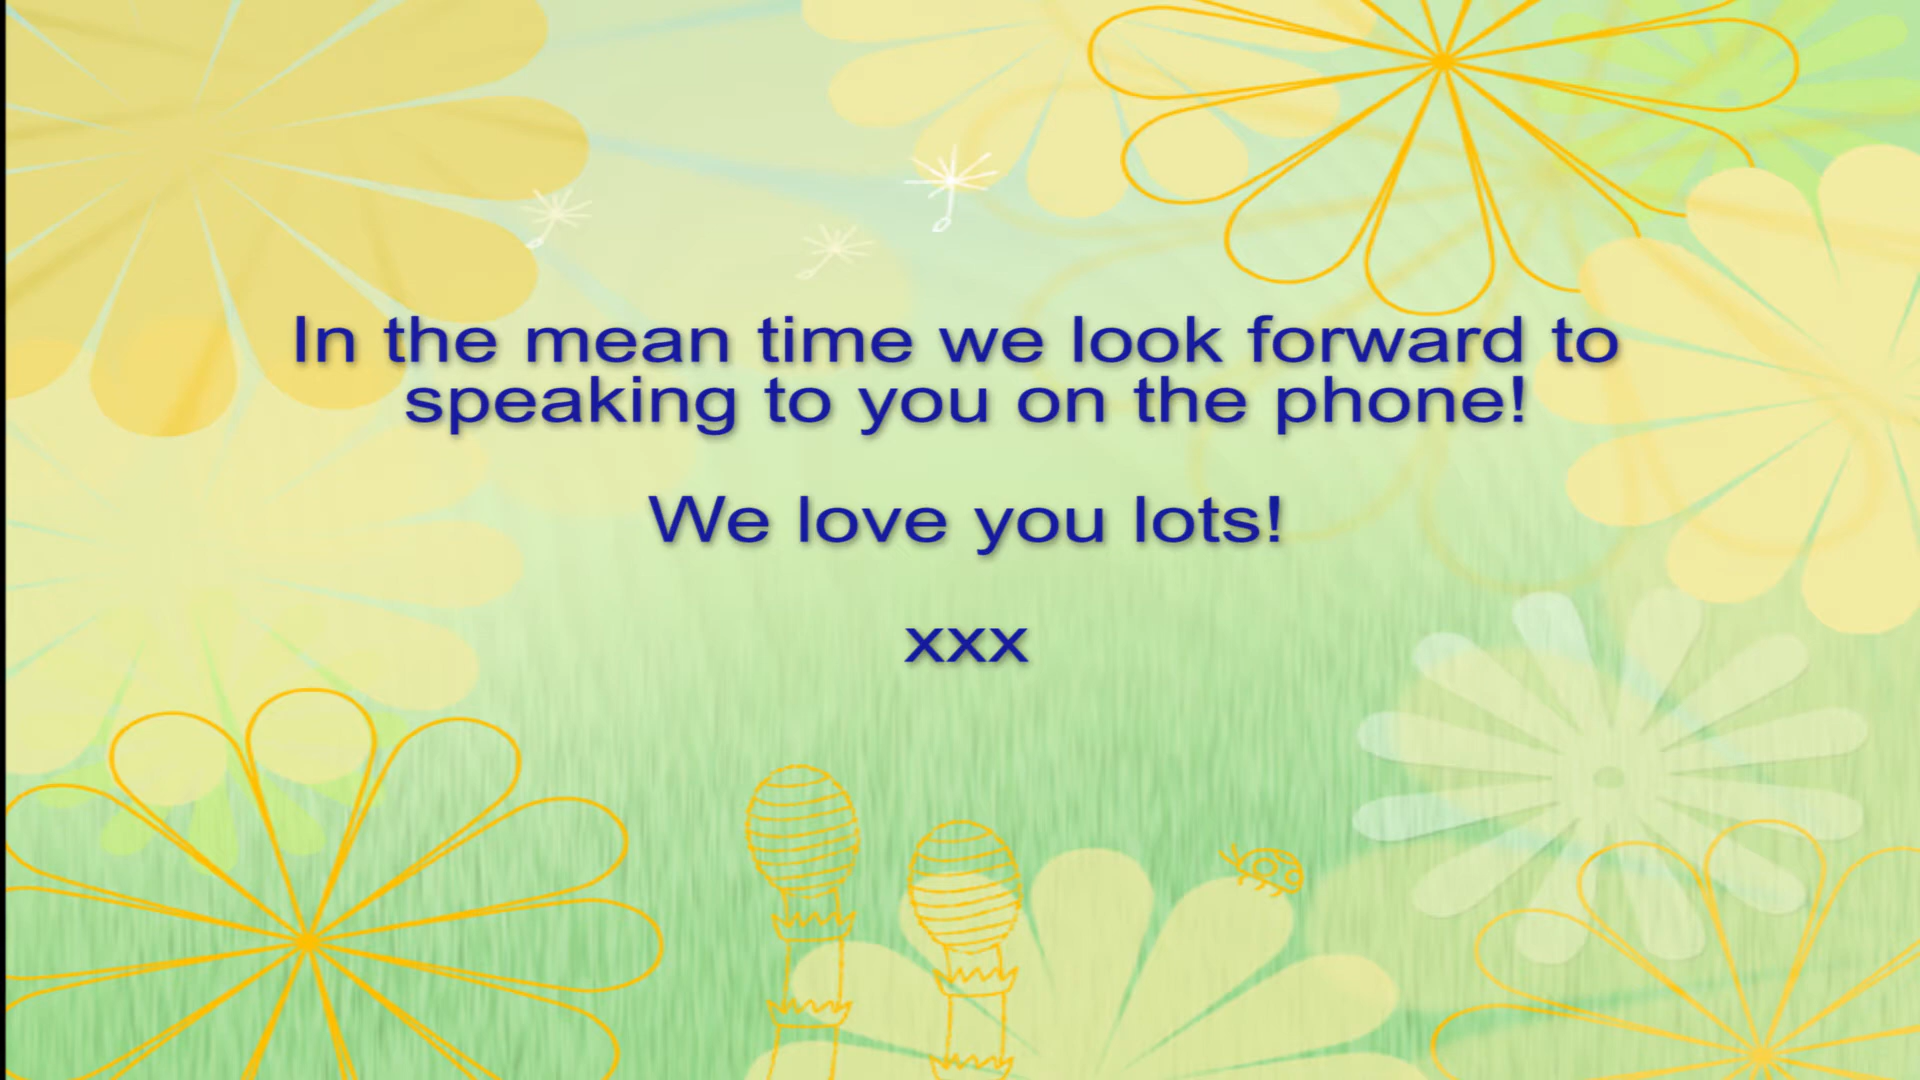 In the mean time we look forward to
speaking to you on the phone!
We love you lots!
xxx